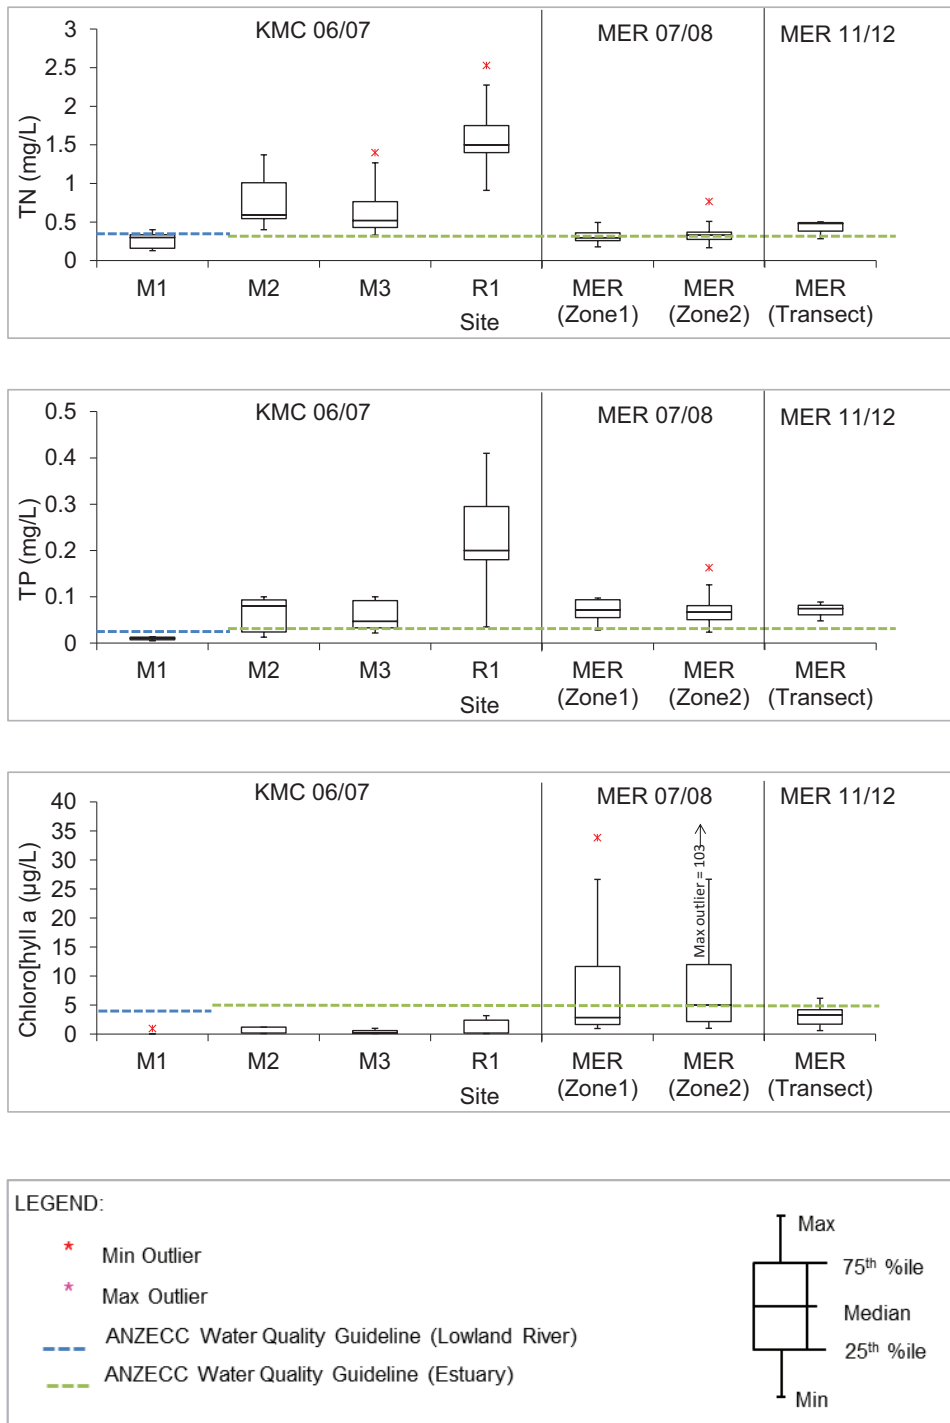 KMC 06/07 MER 07/08 MER 11/12
TN (mg/L)
3
2.5
2
1.5
1
0.5
0
M1 M2 M3 R1 MER MER MER
(Zone1) (Zone2) (Transect)
Site
KMC 06/07 MER 07/08 MER 11/12
TP (mg/L)
0.5
0.4
0.3
0.2
0.1
0
M1 M2 M3 R1 MER MER MER
(Zone1) (Zone2) (Transect)
Site
KMC 06/07 MER 07/08 MER 11/12
Chloro[hyll a (µg/L)
40
35
30
25
20
15
10
5
0
Max outlier = 103
M1 M2 M3 R1 MER MER MER
(Zone1) (Zone2) (Transect)
Site
LEGEND:
* Min Outlier
* Max Outlier
ANZECC Water Quality Guideline (Lowland River)
ANZECC Water Quality Guideline (Estuary)
Max
75th %ile
Median
25th %ile
Min